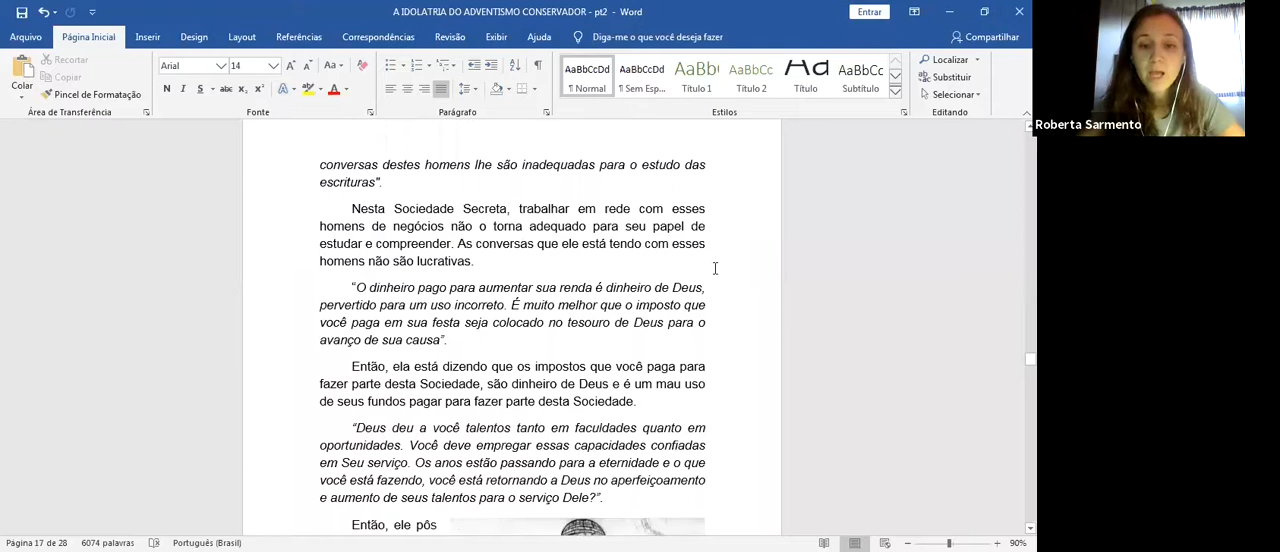 A IDOLATRIA DO ADVENTISMO CONSERVADOR - pt2 - Word
Entrar
Arquivo Página Inicial Inserir Design Layout Referências Correspondências Revisão Exibir Ajuda Diga-me o que você deseja fazer Compartilhar
Colar
Recortar
Copiar
Pincel de Formatação
Área de Transferência
Arial 14
N I S abc x₂ x²
Fonte
Parágrafo
AaBbCcDd AaBbCcDd AaBbC AaBbCc Aa AaBbCcC
¶ Normal ¶ Sem Esp... Título 1 Título 2 Título Subtítulo
Estilos
Localizar
Substituir
Selecionar
Editando
Roberta Sarmento
conversas destes homens lhe são inadequadas para o estudo das
escrituras".
Nesta Sociedade Secreta, trabalhar em rede com esses
homens de negócios não o torna adequado para seu papel de
estudar e compreender. As conversas que ele está tendo com esses
homens não são lucrativas.
"O dinheiro pago para aumentar sua renda é dinheiro de Deus,
pervertido para um uso incorreto. É muito melhor que o imposto que
você paga em sua festa seja colocado no tesouro de Deus para o
avanço de sua causa".
Então, ela está dizendo que os impostos que você paga para
fazer parte desta Sociedade, são dinheiro de Deus e é um mau uso
de seus fundos pagar para fazer parte desta Sociedade.
"Deus deu a você talentos tanto em faculdades quanto em
oportunidades. Você deve empregar essas capacidades confiadas
em Seu serviço. Os anos estão passando para a eternidade e o que
você está fazendo, você está retornando a Deus no aperfeiçoamento
e aumento de seus talentos para o serviço Dele?".
Então, ele pôs
Página 17 de 28 6074 palavras Português (Brasil) 90%